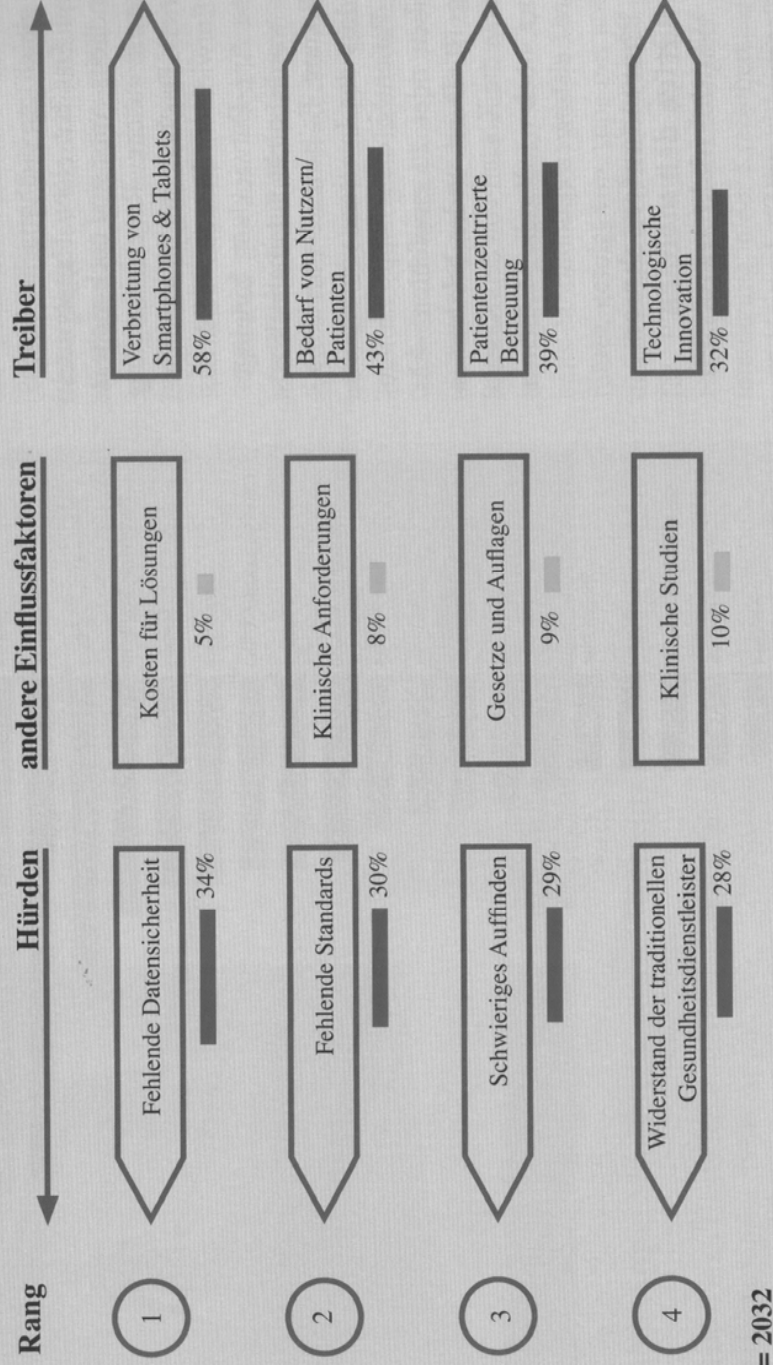 Rang
Hürden
andere Einflussfaktoren
Treiber
1
Fehlende Datensicherheit
34%
Kosten für Lösungen
5%
Verbreitung von
Smartphones & Tablets
58%
2
Fehlende Standards
30%
Klinische Anforderungen
8%
Bedarf von Nutzern/
Patienten
43%
3
Schwieriges Auffinden
29%
Gesetze und Auflagen
9%
Patientenzentrierte
Betreuung
39%
4
Widerstand der traditionellen
Gesundheitsdienstleister
28%
Klinische Studien
10%
Technologische
Innovation
32%
= 2032